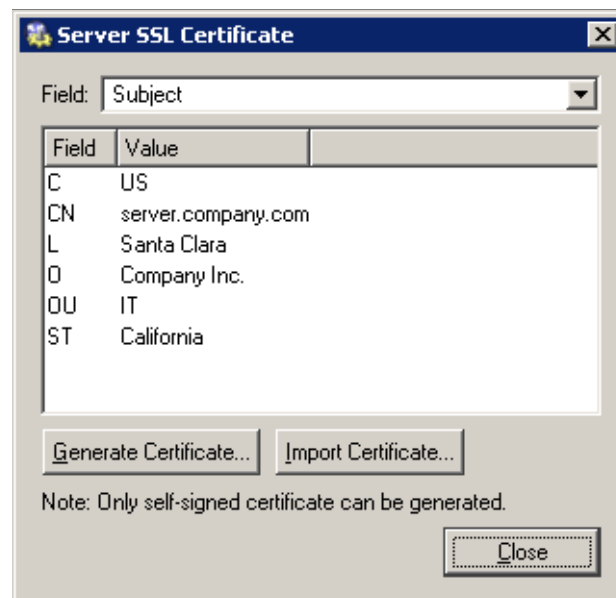 Server SSL Certificate
Field: Subject
Field Value
C US
CN server.company.com
L Santa Clara
O Company Inc.
OU IT
ST California
Generate Certificate... Import Certificate...
Note: Only self-signed certificate can be generated.
Close